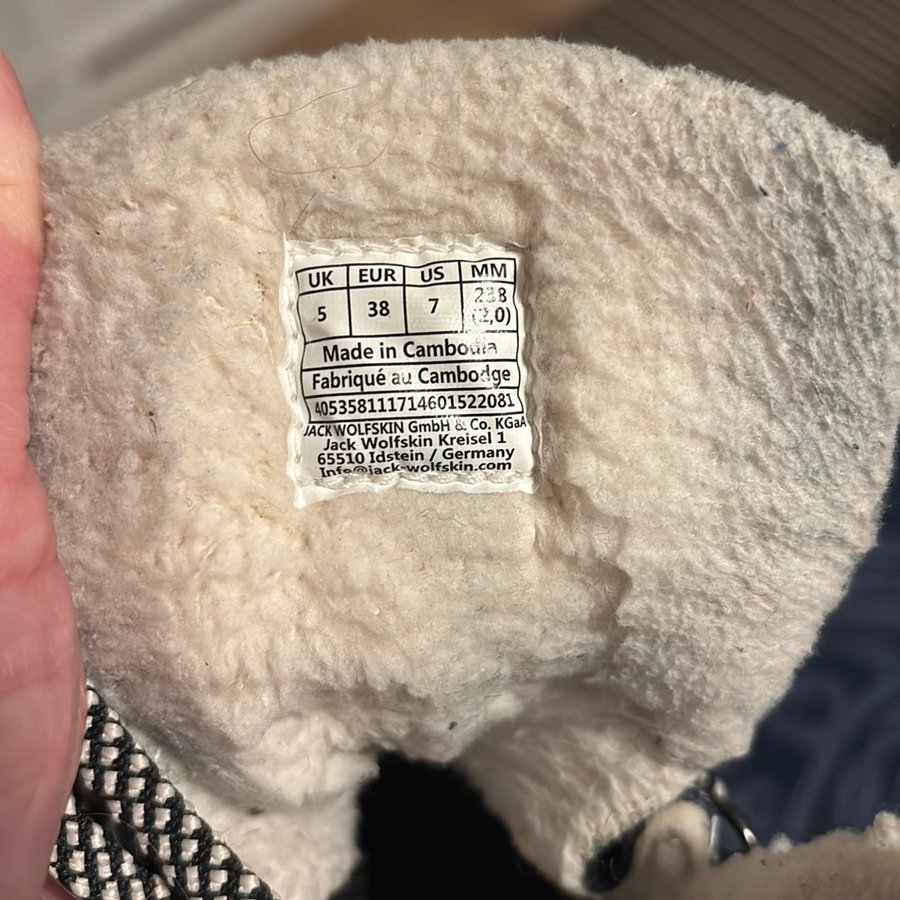 UK EUR US MM
5 38 7 238
(2,0)
Made in Cambodia
Fabriqué au Cambodge
405358111714601522081
JACK WOLFSKIN GmbH & Co. KGaA
Jack Wolfskin Kreisel 1
65510 Idstein / Germany
Info@jack-wolfskin.com